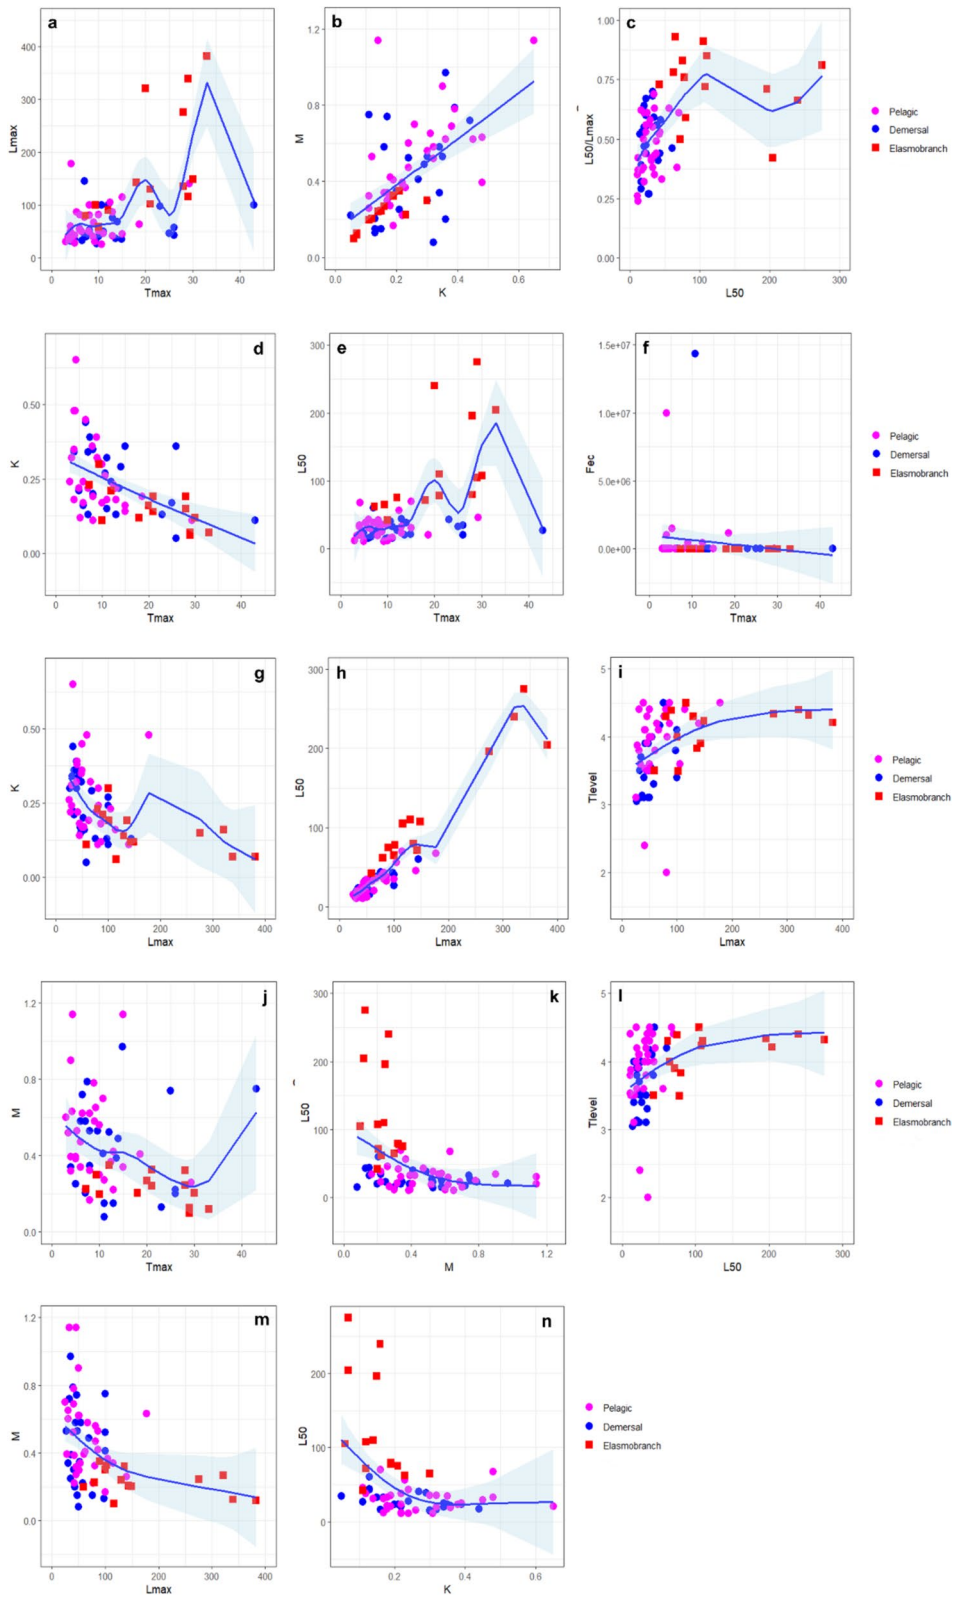 a
Lmax
400
300
200
100
0
0 10 20 30 40
Tmax
b
M
1.2
0.8
0.4
0.0
0.0 0.2 0.4 0.6
K
c
L50/Lmax
1.00
0.75
0.50
0.25
0.00
0 100 200 300
L50
Pelagic
Demersal
Elasmobranch
d
K
0.50
0.25
0.00
0 10 20 30 40
Tmax
e
L50
300
200
100
0
0 10 20 30 40
Tmax
f
Fec
1.5e+07
1.0e+07
5.0e+06
0.0e+00
0 10 20 30 40
Tmax
Pelagic
Demersal
Elasmobranch
g
K
0.50
0.25
0.00
0 100 200 300 400
Lmax
h
L50
300
200
100
0
0 100 200 300 400
Lmax
i
Tlevel
5
4
3
2
0 100 200 300 400
Lmax
Pelagic
Demersal
Elasmobranch
j
M
1.2
0.8
0.4
0.0
0 10 20 30 40
Tmax
k
L50
300
200
100
0
0.0 0.4 0.8 1.2
M
l
Tlevel
5
4
3
2
0 100 200 300
L50
Pelagic
Demersal
Elasmobranch
m
M
1.2
0.8
0.4
0.0
0 100 200 300 400
Lmax
n
L50
200
100
0
0.2 0.4 0.6
K
Pelagic
Demersal
Elasmobranch